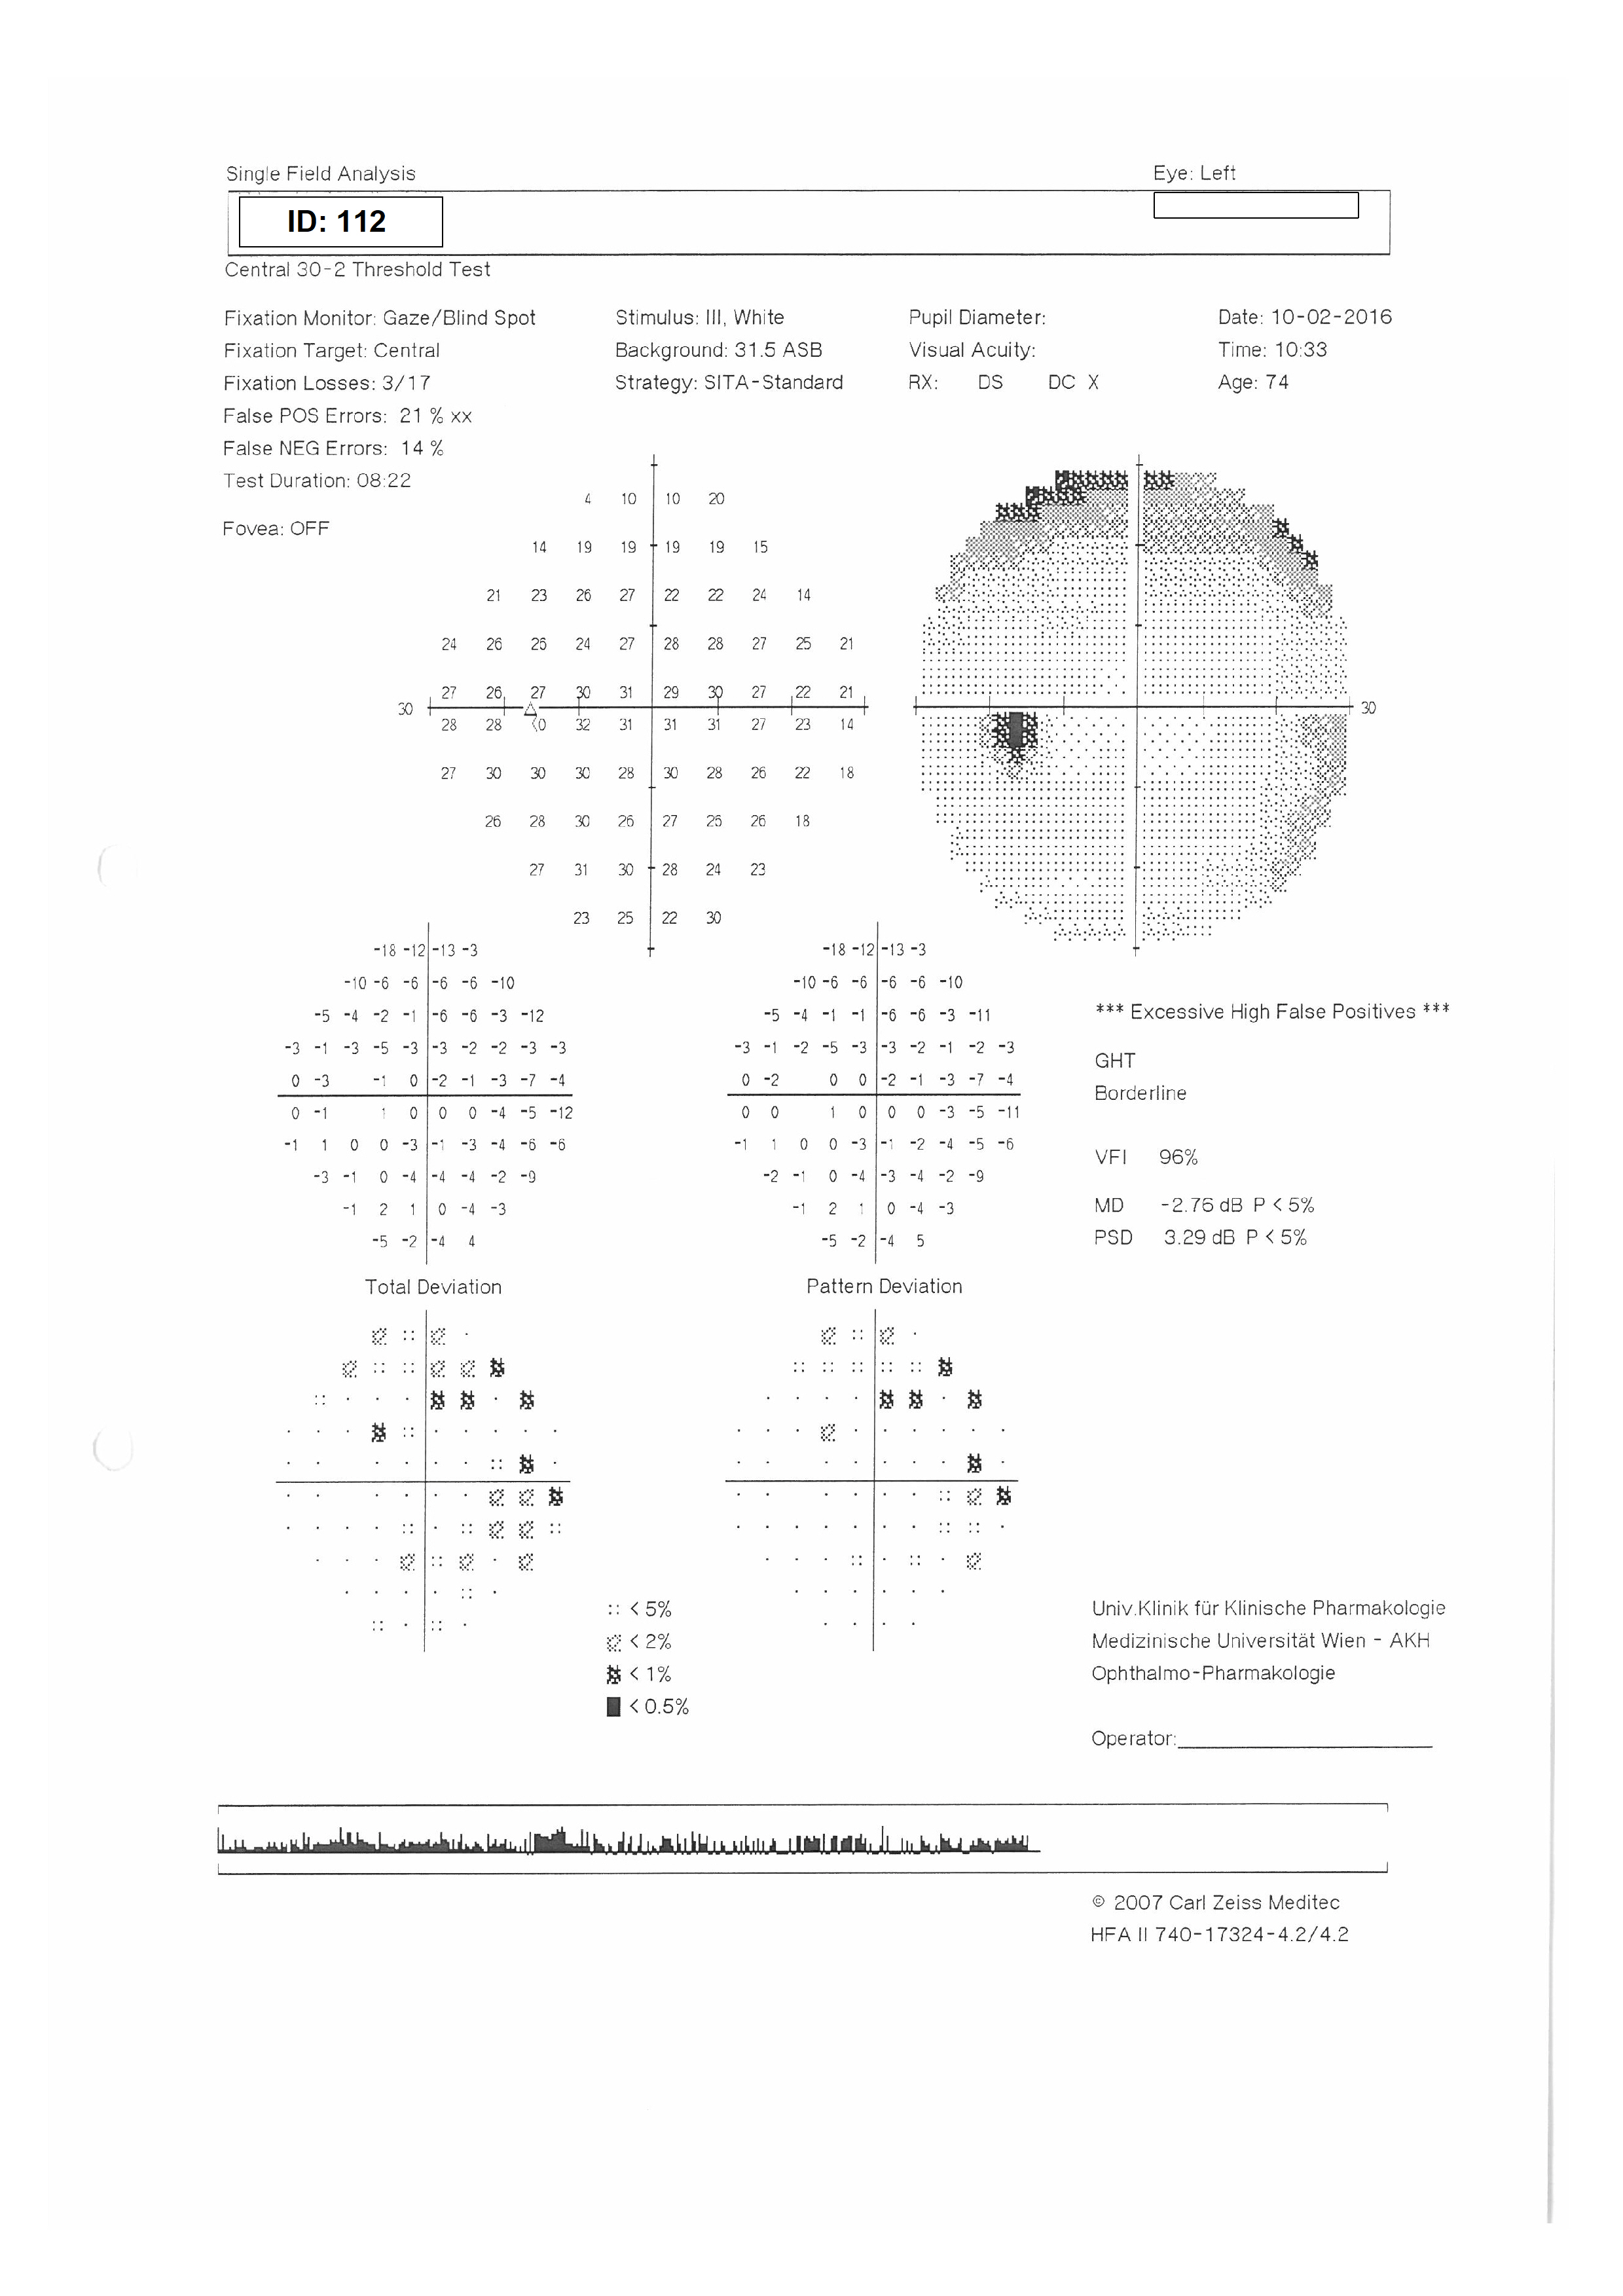 Single Field Analysis Eye: Left
ID: 112
Central 30-2 Threshold Test
Fixation Monitor: Gaze/Blind Spot Stimulus: III, White Pupil Diameter: Date: 10-02-2016
Fixation Target: Central Background: 31.5 ASB Visual Acuity: Time: 10:33
Fixation Losses: 3/17 Strategy: SITA-Standard RX: DS DC X Age: 74
False POS Errors: 21 % xx
False NEG Errors: 14 %
Test Duration: 08:22
Fovea: OFF
4 10 10 20
14 19 19 19 19 15
21 23 26 27 22 22 24 14
24 26 25 24 27 28 28 27 25 21
27 26 27 30 31 29 30 27 22 21
30 30
28 28 <0 32 31 31 31 27 23 14
27 30 30 30 28 30 28 26 22 18
26 28 30 26 27 25 26 18
27 31 30 28 24 23
23 25 22 30
-18 -12 -13 -3 -18 -12 -13 -3
-10 -6 -6 -6 -6 -10 -10 -6 -6 -6 -6 -10
-5 -4 -2 -1 -6 -6 -3 -12 -5 -4 -1 -1 -6 -6 -3 -11
*** Excessive High False Positives ***
-3 -1 -3 -5 -3 -3 -2 -2 -3 -3 -3 -1 -2 -5 -3 -3 -2 -1 -2 -3
GHT
0 -3 -1 0 -2 -1 -3 -7 -4 0 -2 0 0 -2 -1 -3 -7 -4
Borderline
0 -1 1 0 0 0 -4 -5 -12 0 0 1 0 0 0 -3 -5 -11
-1 1 0 0 -3 -1 -3 -4 -6 -6 -1 1 0 0 -3 -1 -2 -4 -5 -6
VFI 96%
-3 -1 0 -4 -4 -4 -2 -9 -2 -1 0 -4 -3 -4 -2 -9
-1 2 1 0 -4 -3 -1 2 1 0 -4 -3
MD -2.76 dB P < 5%
-5 -2 -4 4 -5 -2 -4 5
PSD 3.29 dB P < 5%
Total Deviation Pattern Deviation
< 5%
< 2%
< 1%
< 0.5%
Univ.Klinik für Klinische Pharmakologie
Medizinische Universität Wien - AKH
Ophthalmo-Pharmakologie
Operator:
© 2007 Carl Zeiss Meditec
HFA II 740-17324-4.2/4.2